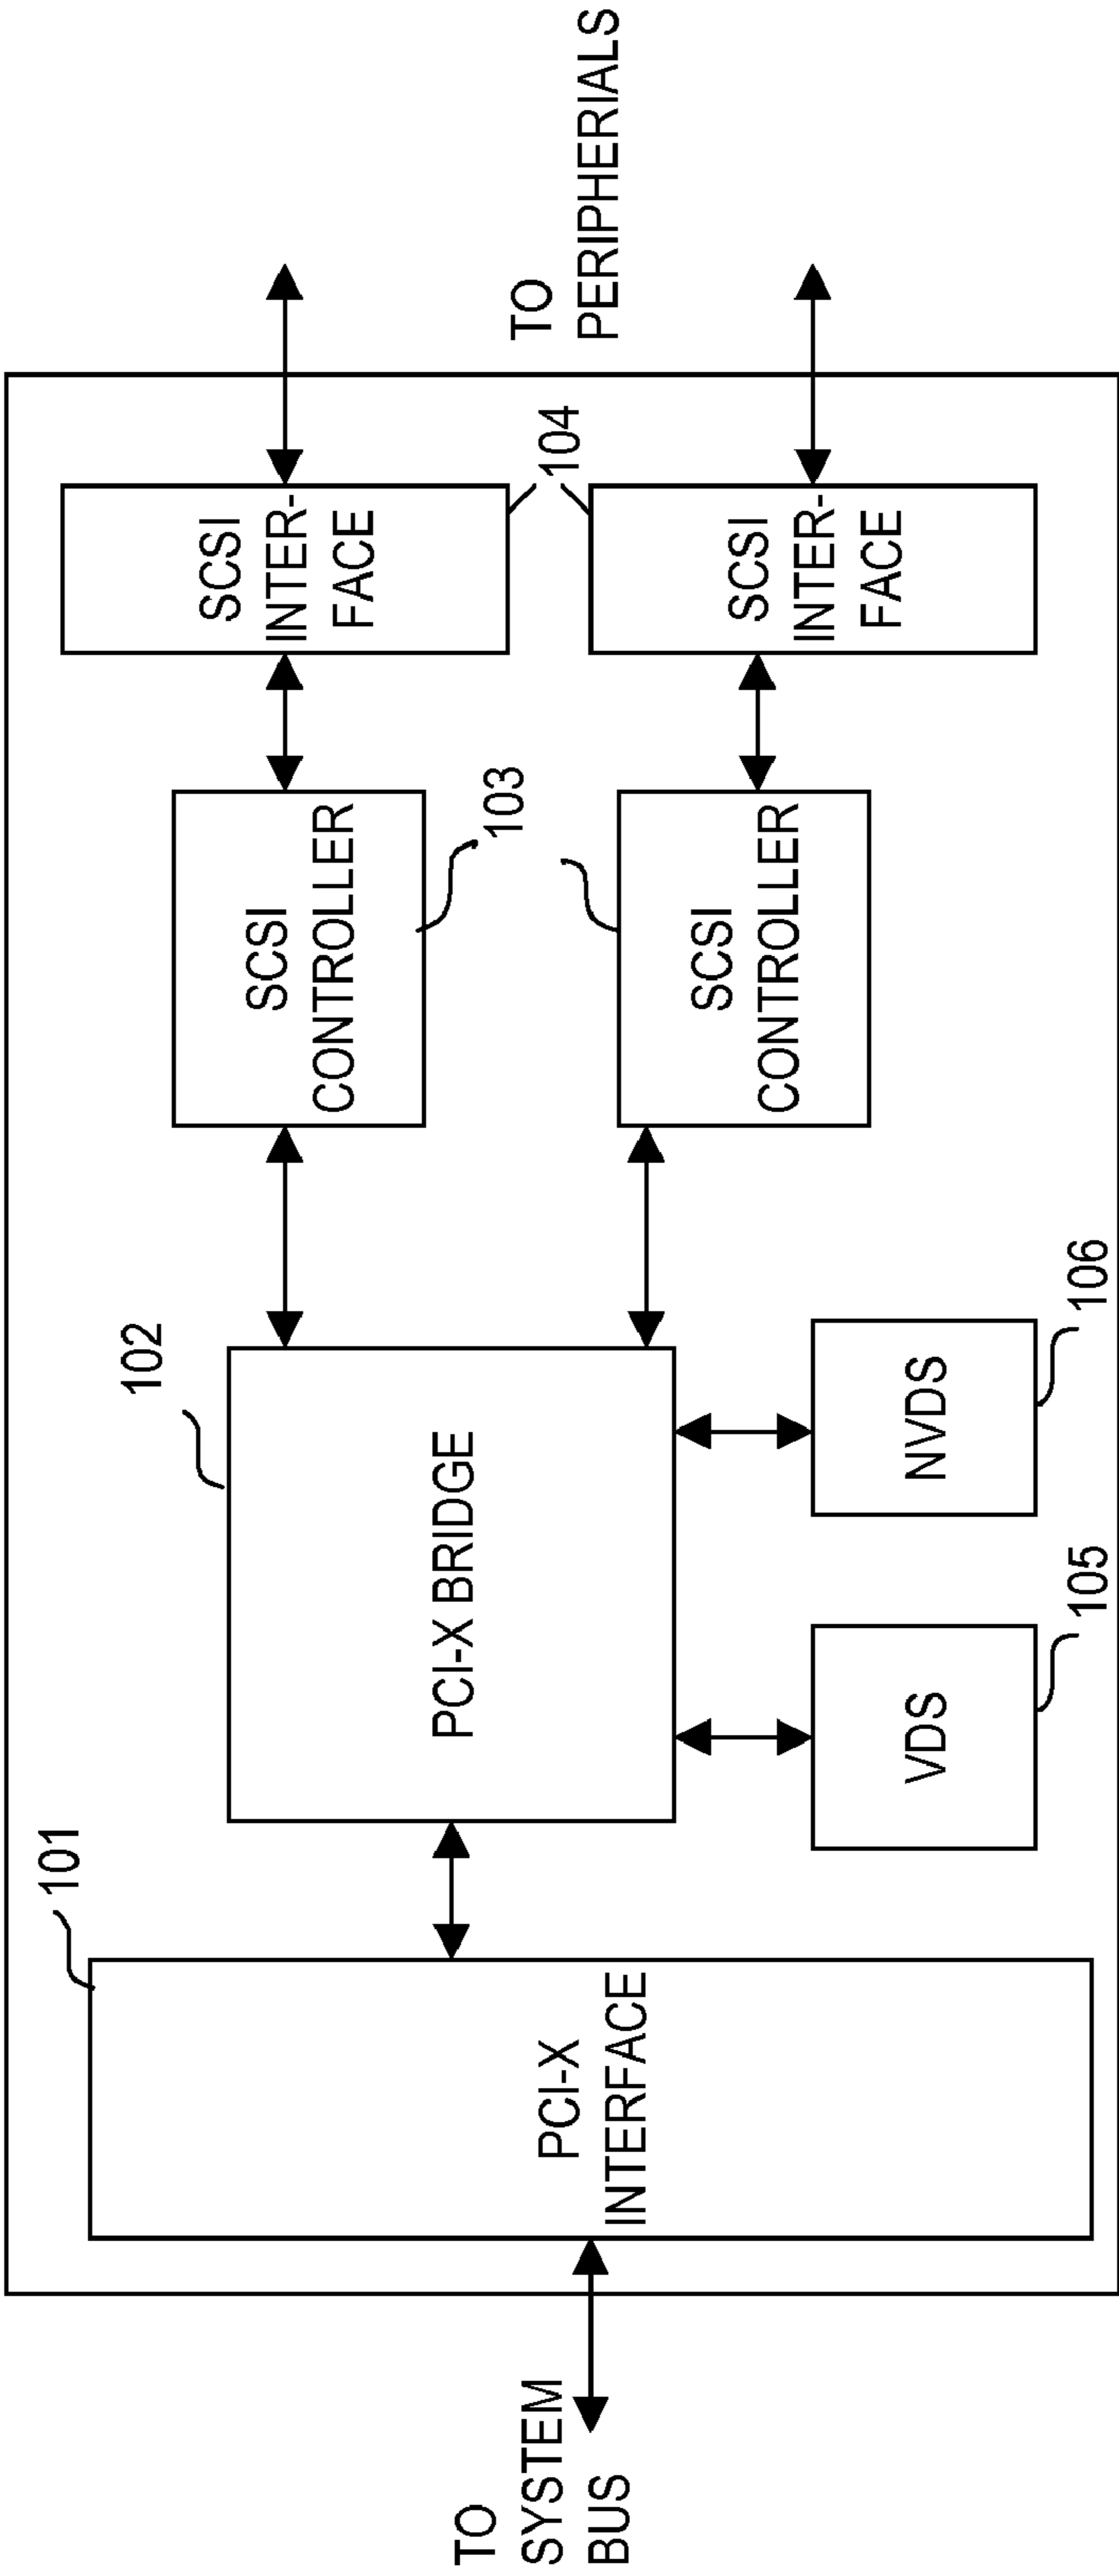 TO
SYSTEM
BUS
101
PCI-X
INTERFACE
102
PCI-X BRIDGE
VDS
105
NVDS
106
SCSI
CONTROLLER
103
SCSI
CONTROLLER
SCSI
INTER-
FACE
104
SCSI
INTER-
FACE
TO
PERIPHERIALS